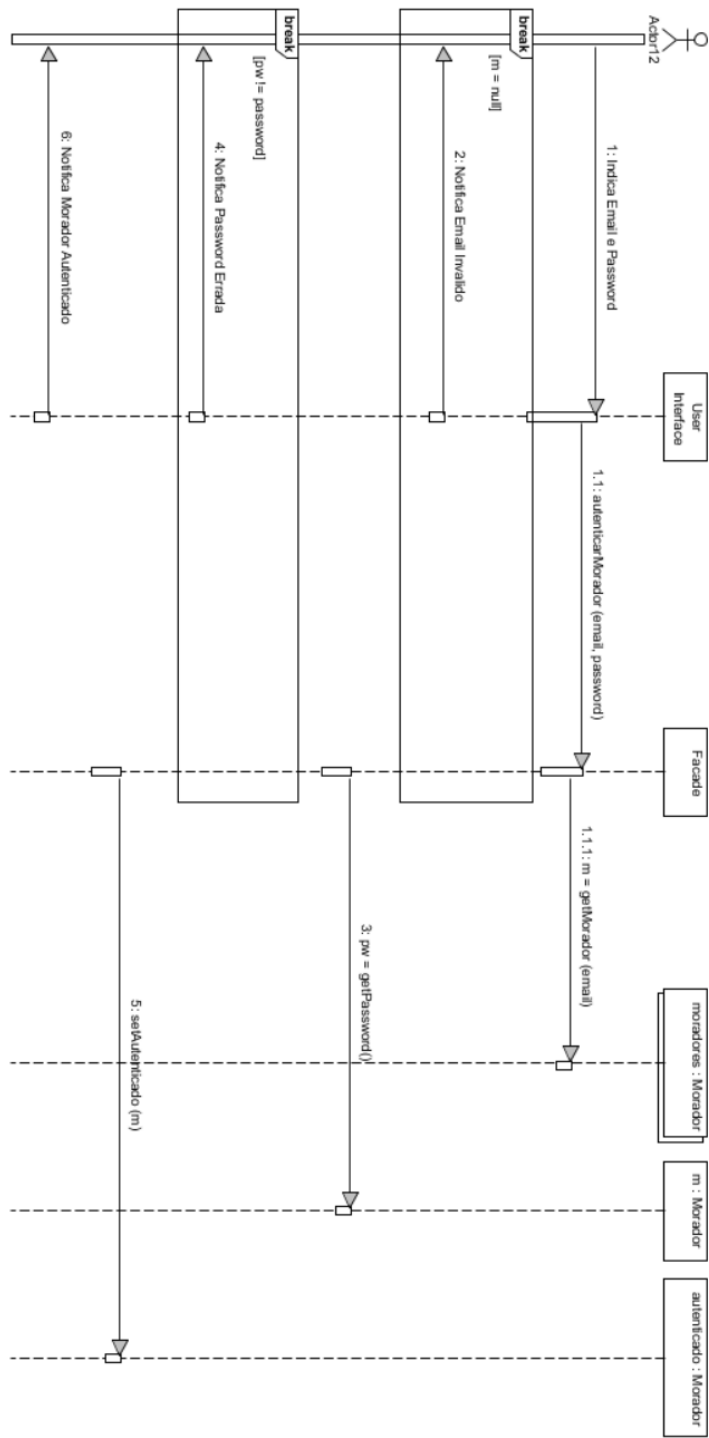 Actor12
User
Interface
Facade
moradores : Morador
m : Morador
autenticado : Morador
1: Indica Email e Password
1.1: autenticarMorador (email, password)
1.1.1: m = getMorador (email)
break
[m = null]
2: Notifica Email Invalido
3: pw = getPassword()
break
[pw != password]
4: Notifica Password Errada
5: setAutenticado (m)
6: Notifica Morador Autenticado